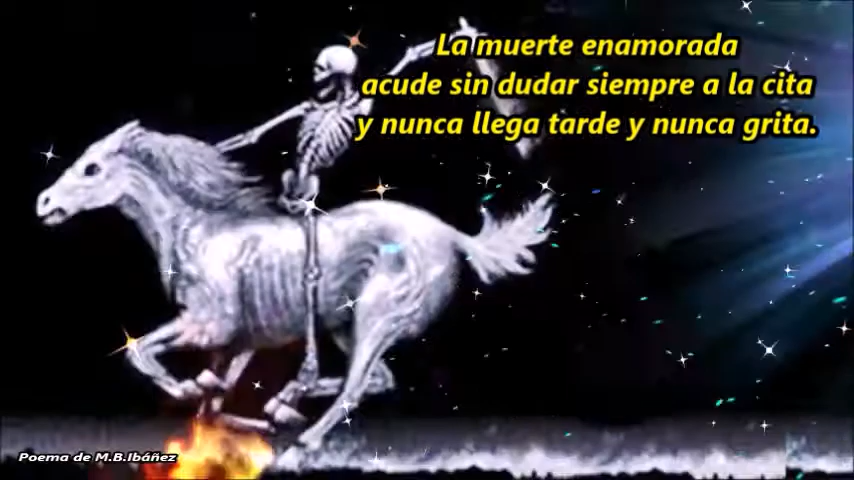 La muerte enamorada
acude sin dudar siempre a la cita
y nunca llega tarde y nunca grita.
Poema de M.B.Ibáñez